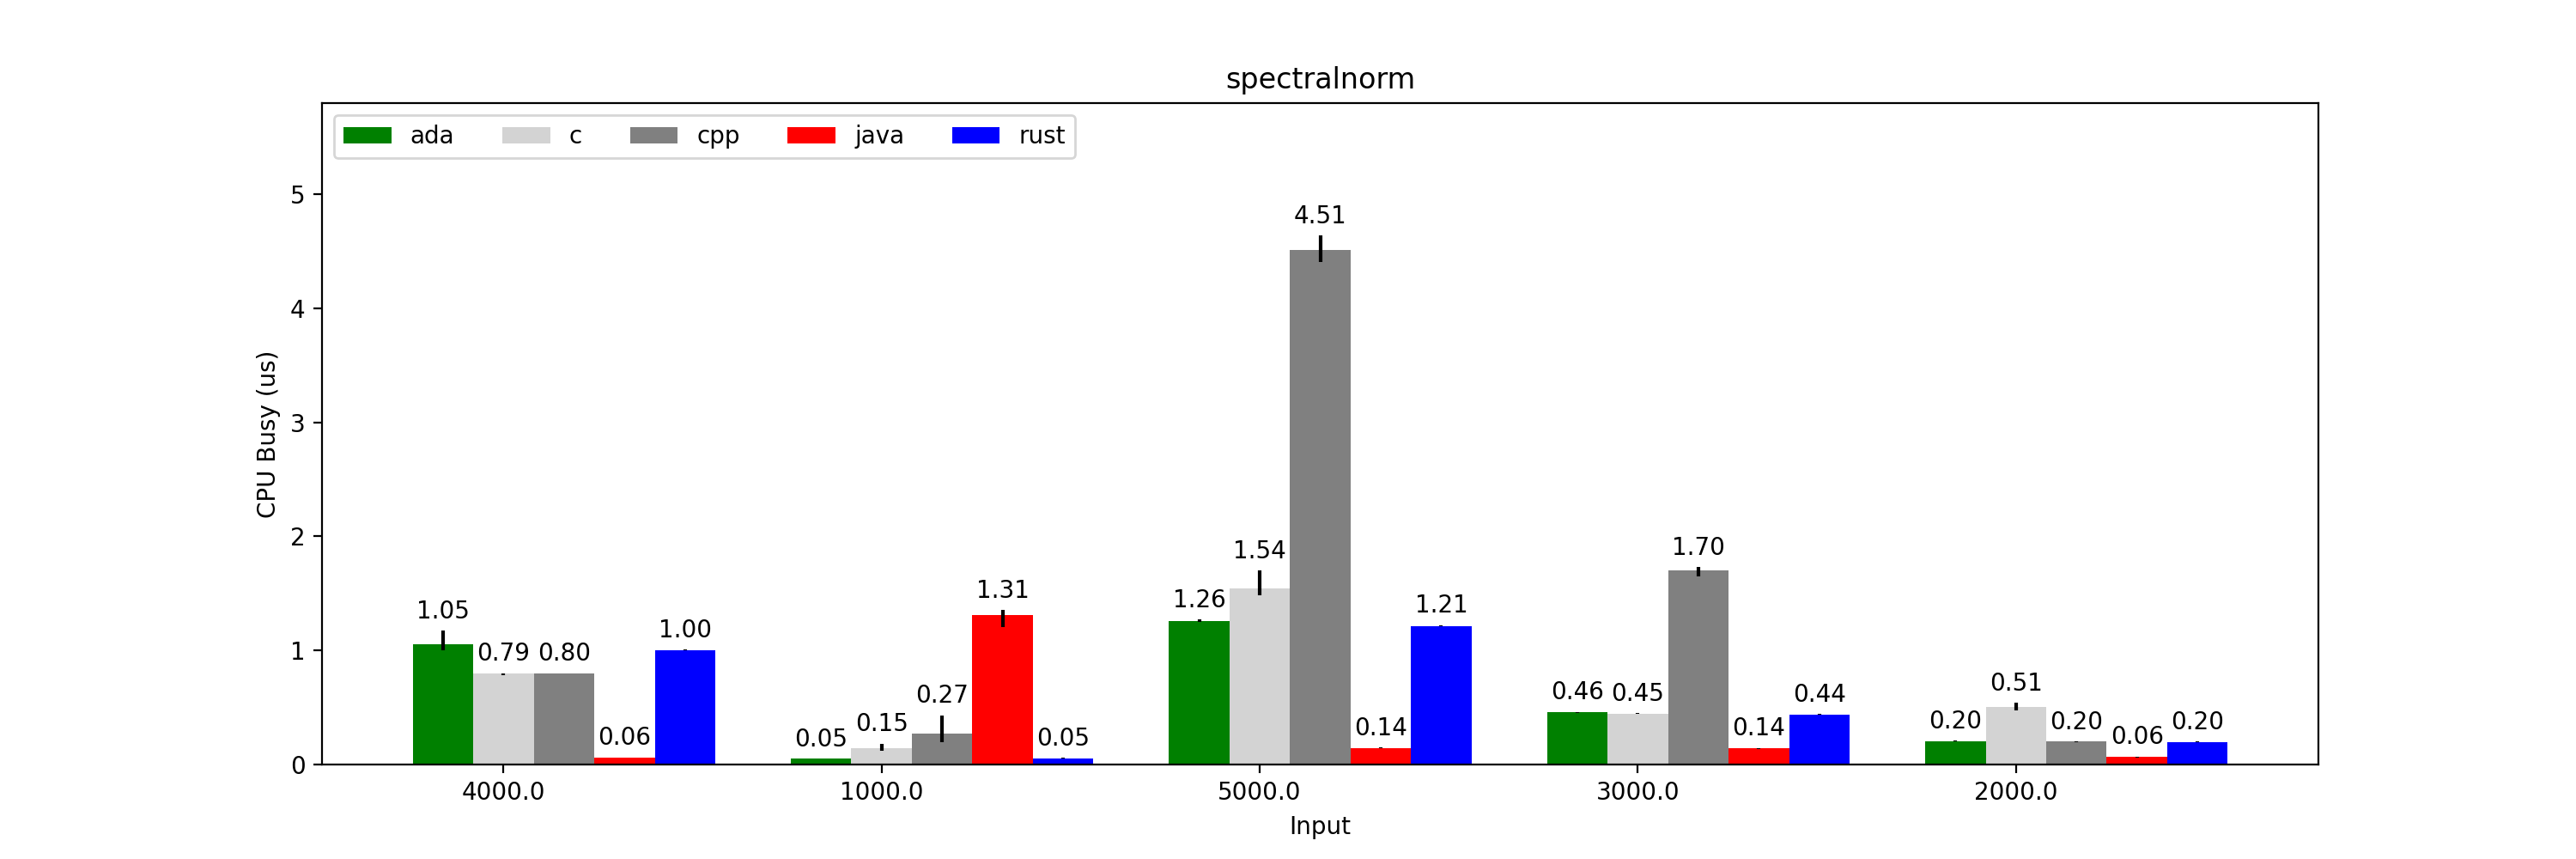 spectralnorm
ada c cpp java rust
CPU Busy (us)
5
4
3
2
1
0
1.05 0.79 0.80 0.06 1.00
0.05 0.15 0.27 1.31 0.05
1.26 1.54 4.51 0.14 1.21
0.46 0.45 1.70 0.14 0.44
0.20 0.51 0.20 0.06 0.20
4000.0 1000.0 5000.0 3000.0 2000.0
Input